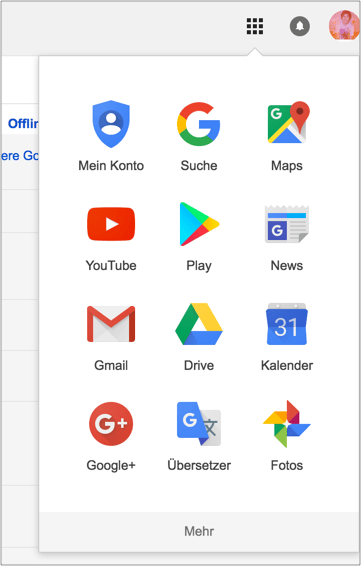 Offlin
ere Go
Mein Konto
Suche
Maps
YouTube
Play
News
Gmail
31
Drive
Kalender
Google+
Übersetzer
Fotos
Mehr